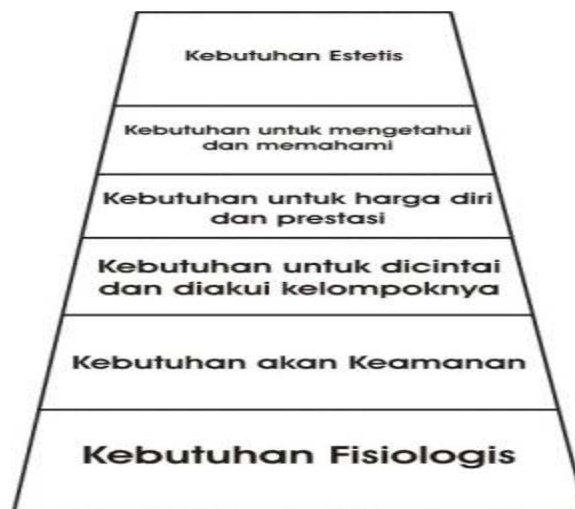 Kebutuhan Estetis
Kebutuhan untuk mengetahui
dan memahami
Kebutuhan untuk harga diri
dan prestasi
Kebutuhan untuk dicintai
dan diakui kelompoknya
Kebutuhan akan Keamanan
Kebutuhan Fisiologis